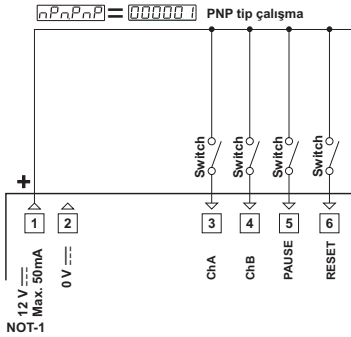 nPnPnP = 000001 PNP tip çalışma
Switch Switch Switch Switch
+
1 2 3 4 5 6
12 V
Max. 50mA
0 V
ChA
ChB
PAUSE
RESET
NOT-1